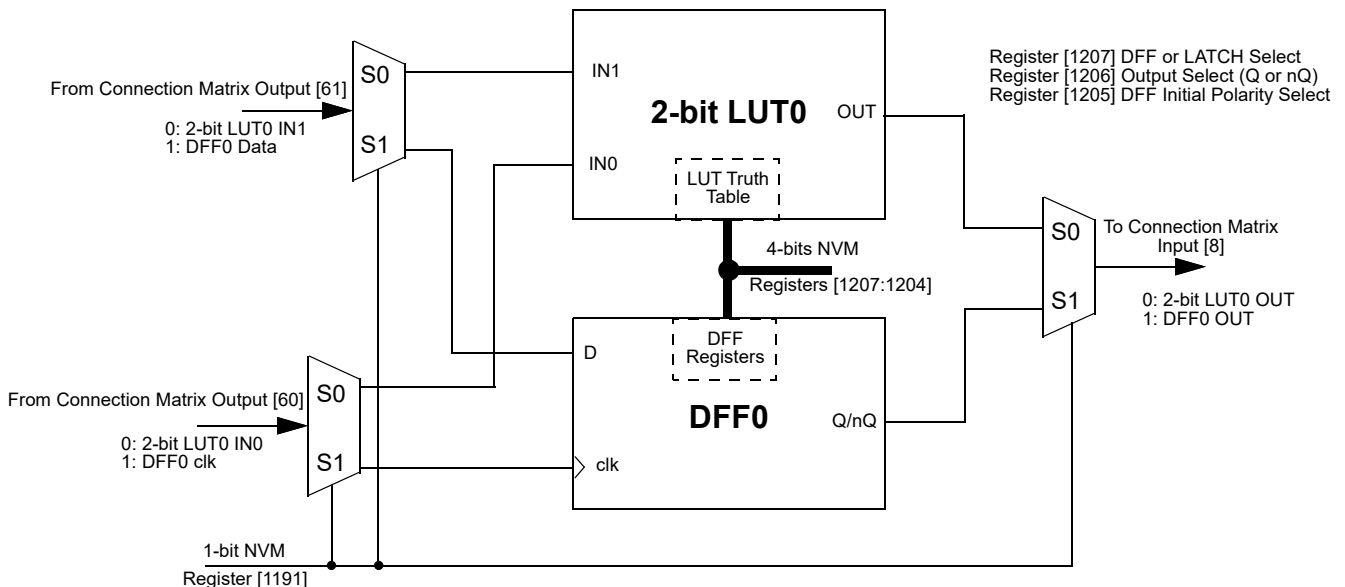 Register [1207] DFF or LATCH Select
Register [1206] Output Select (Q or nQ)
Register [1205] DFF Initial Polarity Select
From Connection Matrix Output [61]
0: 2-bit LUT0 IN1
1: DFF0 Data
S0
S1
IN1
2-bit LUT0
OUT
IN0
LUT Truth
Table
4-bits NVM
Registers [1207:1204]
S0
S1
To Connection Matrix
Input [8]
0: 2-bit LUT0 OUT
1: DFF0 OUT
From Connection Matrix Output [60]
0: 2-bit LUT0 IN0
1: DFF0 clk
S0
S1
D
DFF
Registers
DFF0
Q/nQ
clk
1-bit NVM
Register [1191]